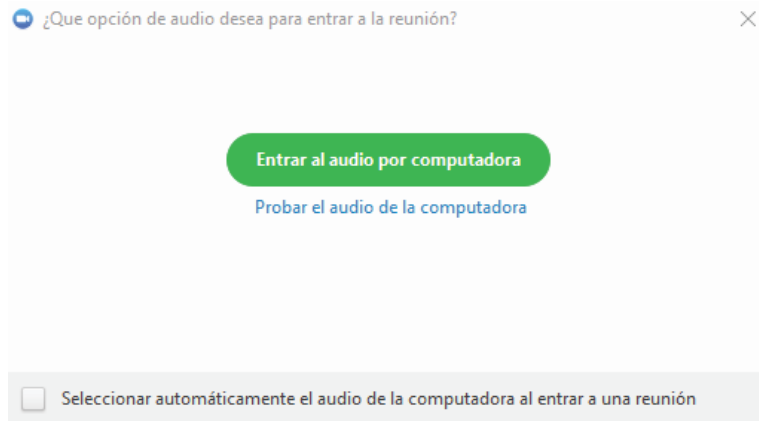 ¿Que opción de audio desea para entrar a la reunión?
Entrar al audio por computadora
Probar el audio de la computadora
Seleccionar automáticamente el audio de la computadora al entrar a una reunión